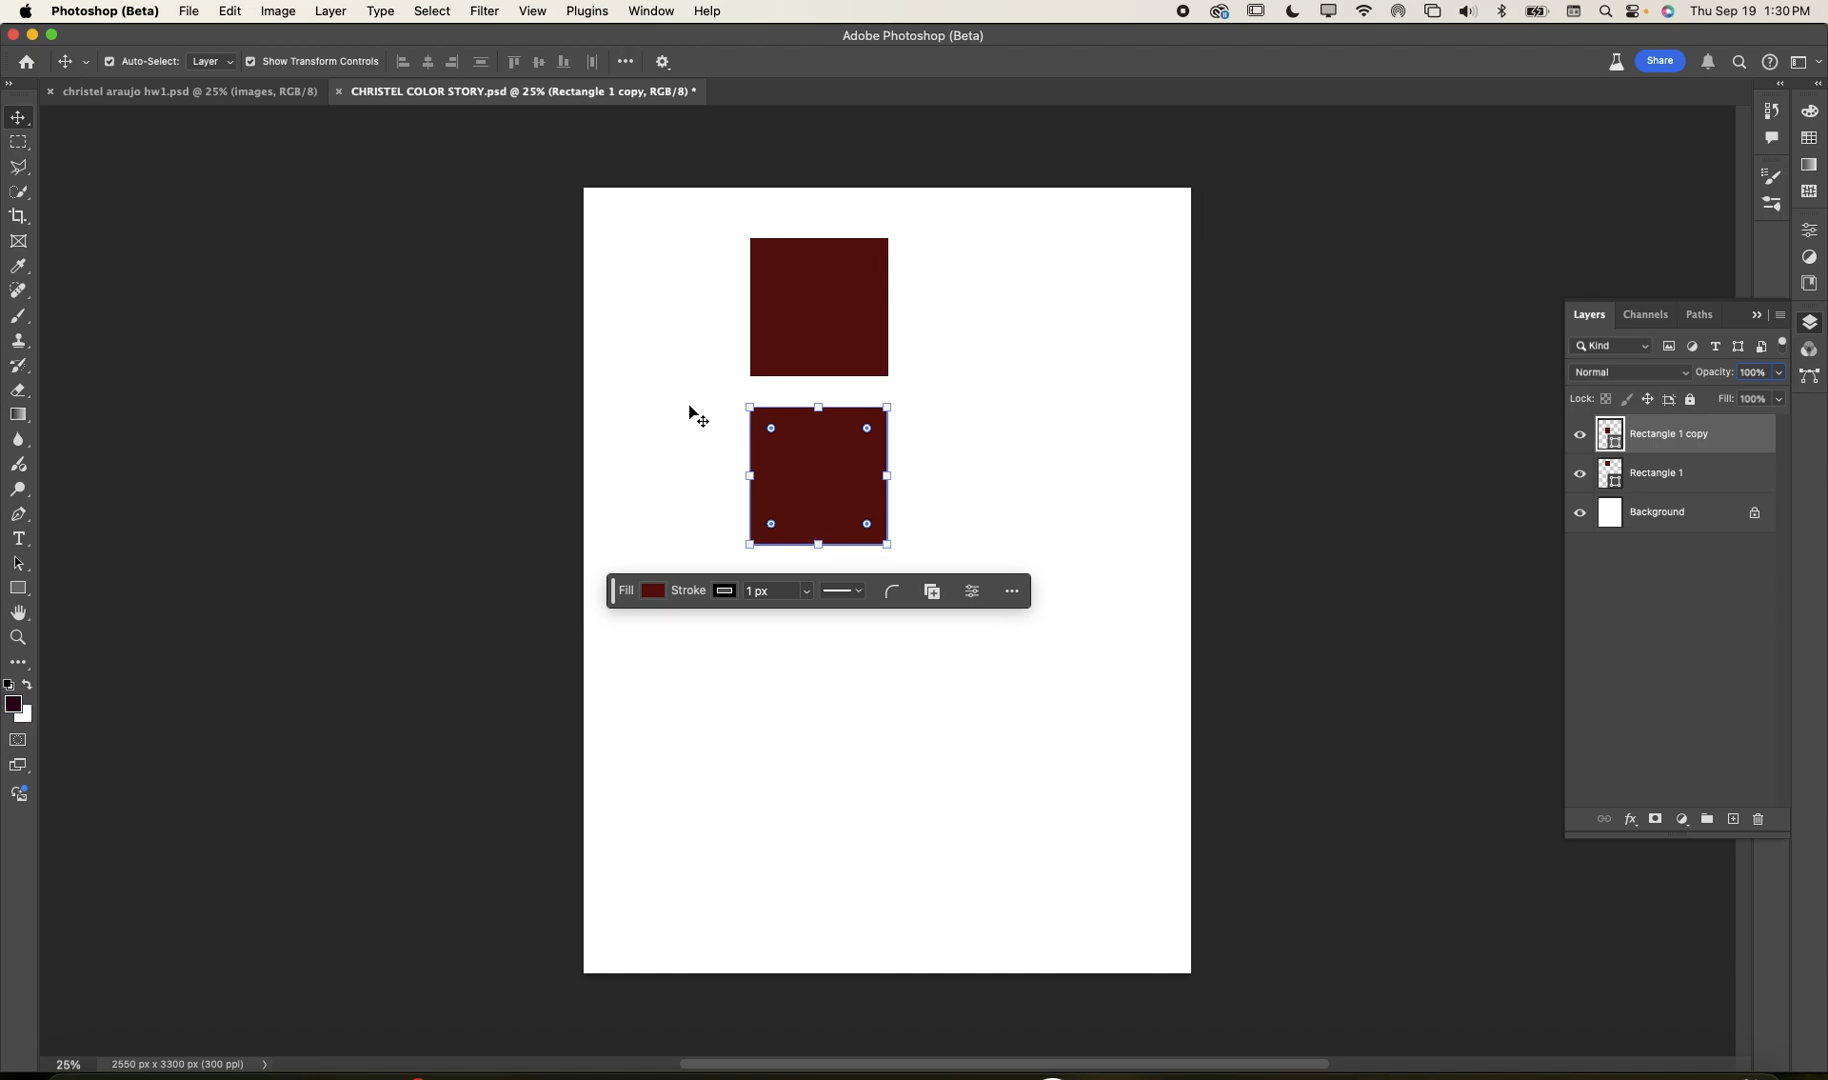 Photoshop (Beta) File Edit Image Layer Type Select Filter View Plugins Window Help Thu Sep 19 1:30 PM
Adobe Photoshop (Beta)
Auto-Select: Layer Show Transform Controls Share
christel araujo hw1.psd @ 25% (images, RGB/8) CHRISTEL COLOR STORY.psd @ 25% (Rectangle 1 copy, RGB/8) *
Layers Channels Paths
Kind
Normal Opacity: 100%
Lock: Fill: 100%
Rectangle 1 copy
Rectangle 1
Background
Fill Stroke 1 px
25% 2550 px x 3300 px (300 ppi)